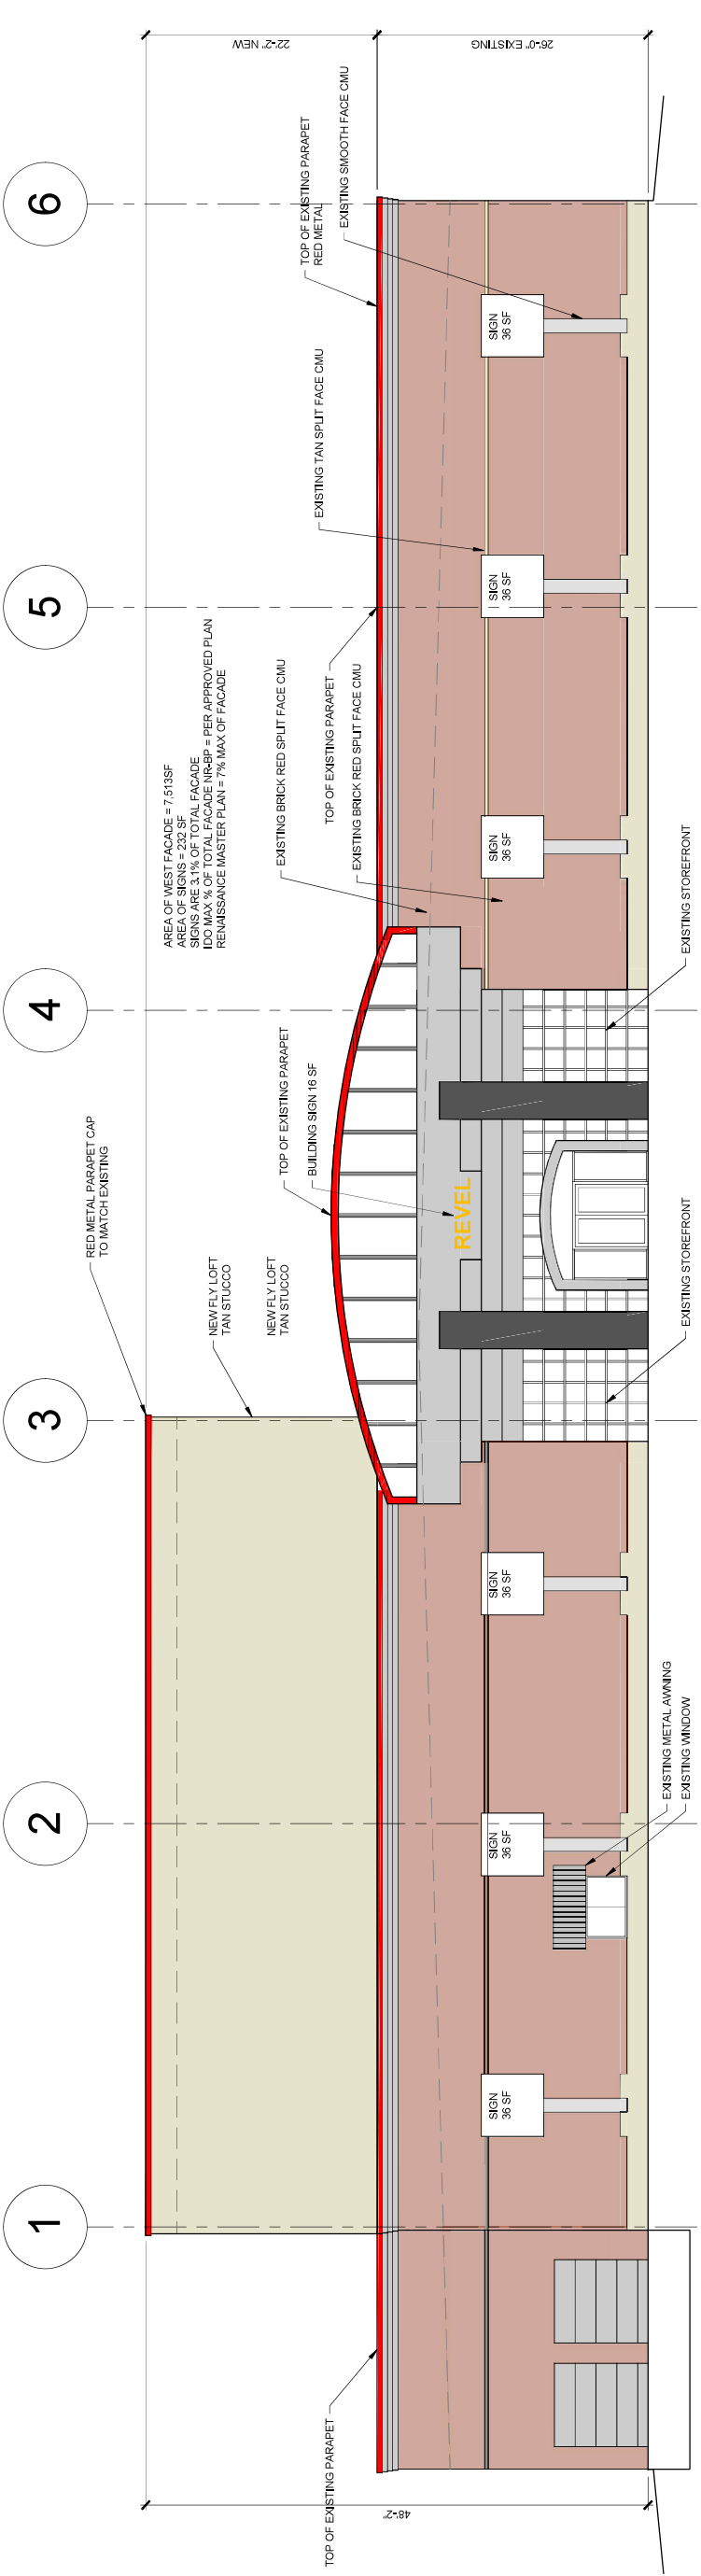 1
2
3
4
5
6
RED METAL PARAPET CAP
TO MATCH EXISTING
NEW FLY LOFT
TAN STUCCO
NEW FLY LOFT
TAN STUCCO
AREA OF WEST FACADE = 7,513SF
AREA OF SIGNS = 232 SF
SIGNS ARE 3.1% OF TOTAL FACADE
IDO MAX % OF TOTAL FACADE NR-BP = PER APPROVED PLAN
RENAISSANCE MASTER PLAN = 7% MAX OF FACADE
TOP OF EXISTING PARAPET
BUILDING SIGN 16 SF
EXISTING BRICK RED SPLIT FACE CMU
TOP OF EXISTING PARAPET
EXISTING BRICK RED SPLIT FACE CMU
EXISTING TAN SPLIT FACE CMU
TOP OF EXISTING PARAPET
RED METAL
EXISTING SMOOTH FACE CMU
22'-2" NEW
26'-0" EXISTING
48'-2"
TOP OF EXISTING PARAPET
REVEL
SIGN
36 SF
SIGN
36 SF
SIGN
36 SF
SIGN
36 SF
SIGN
36 SF
SIGN
36 SF
EXISTING METAL AWNING
EXISTING WINDOW
EXISTING STOREFRONT
EXISTING STOREFRONT